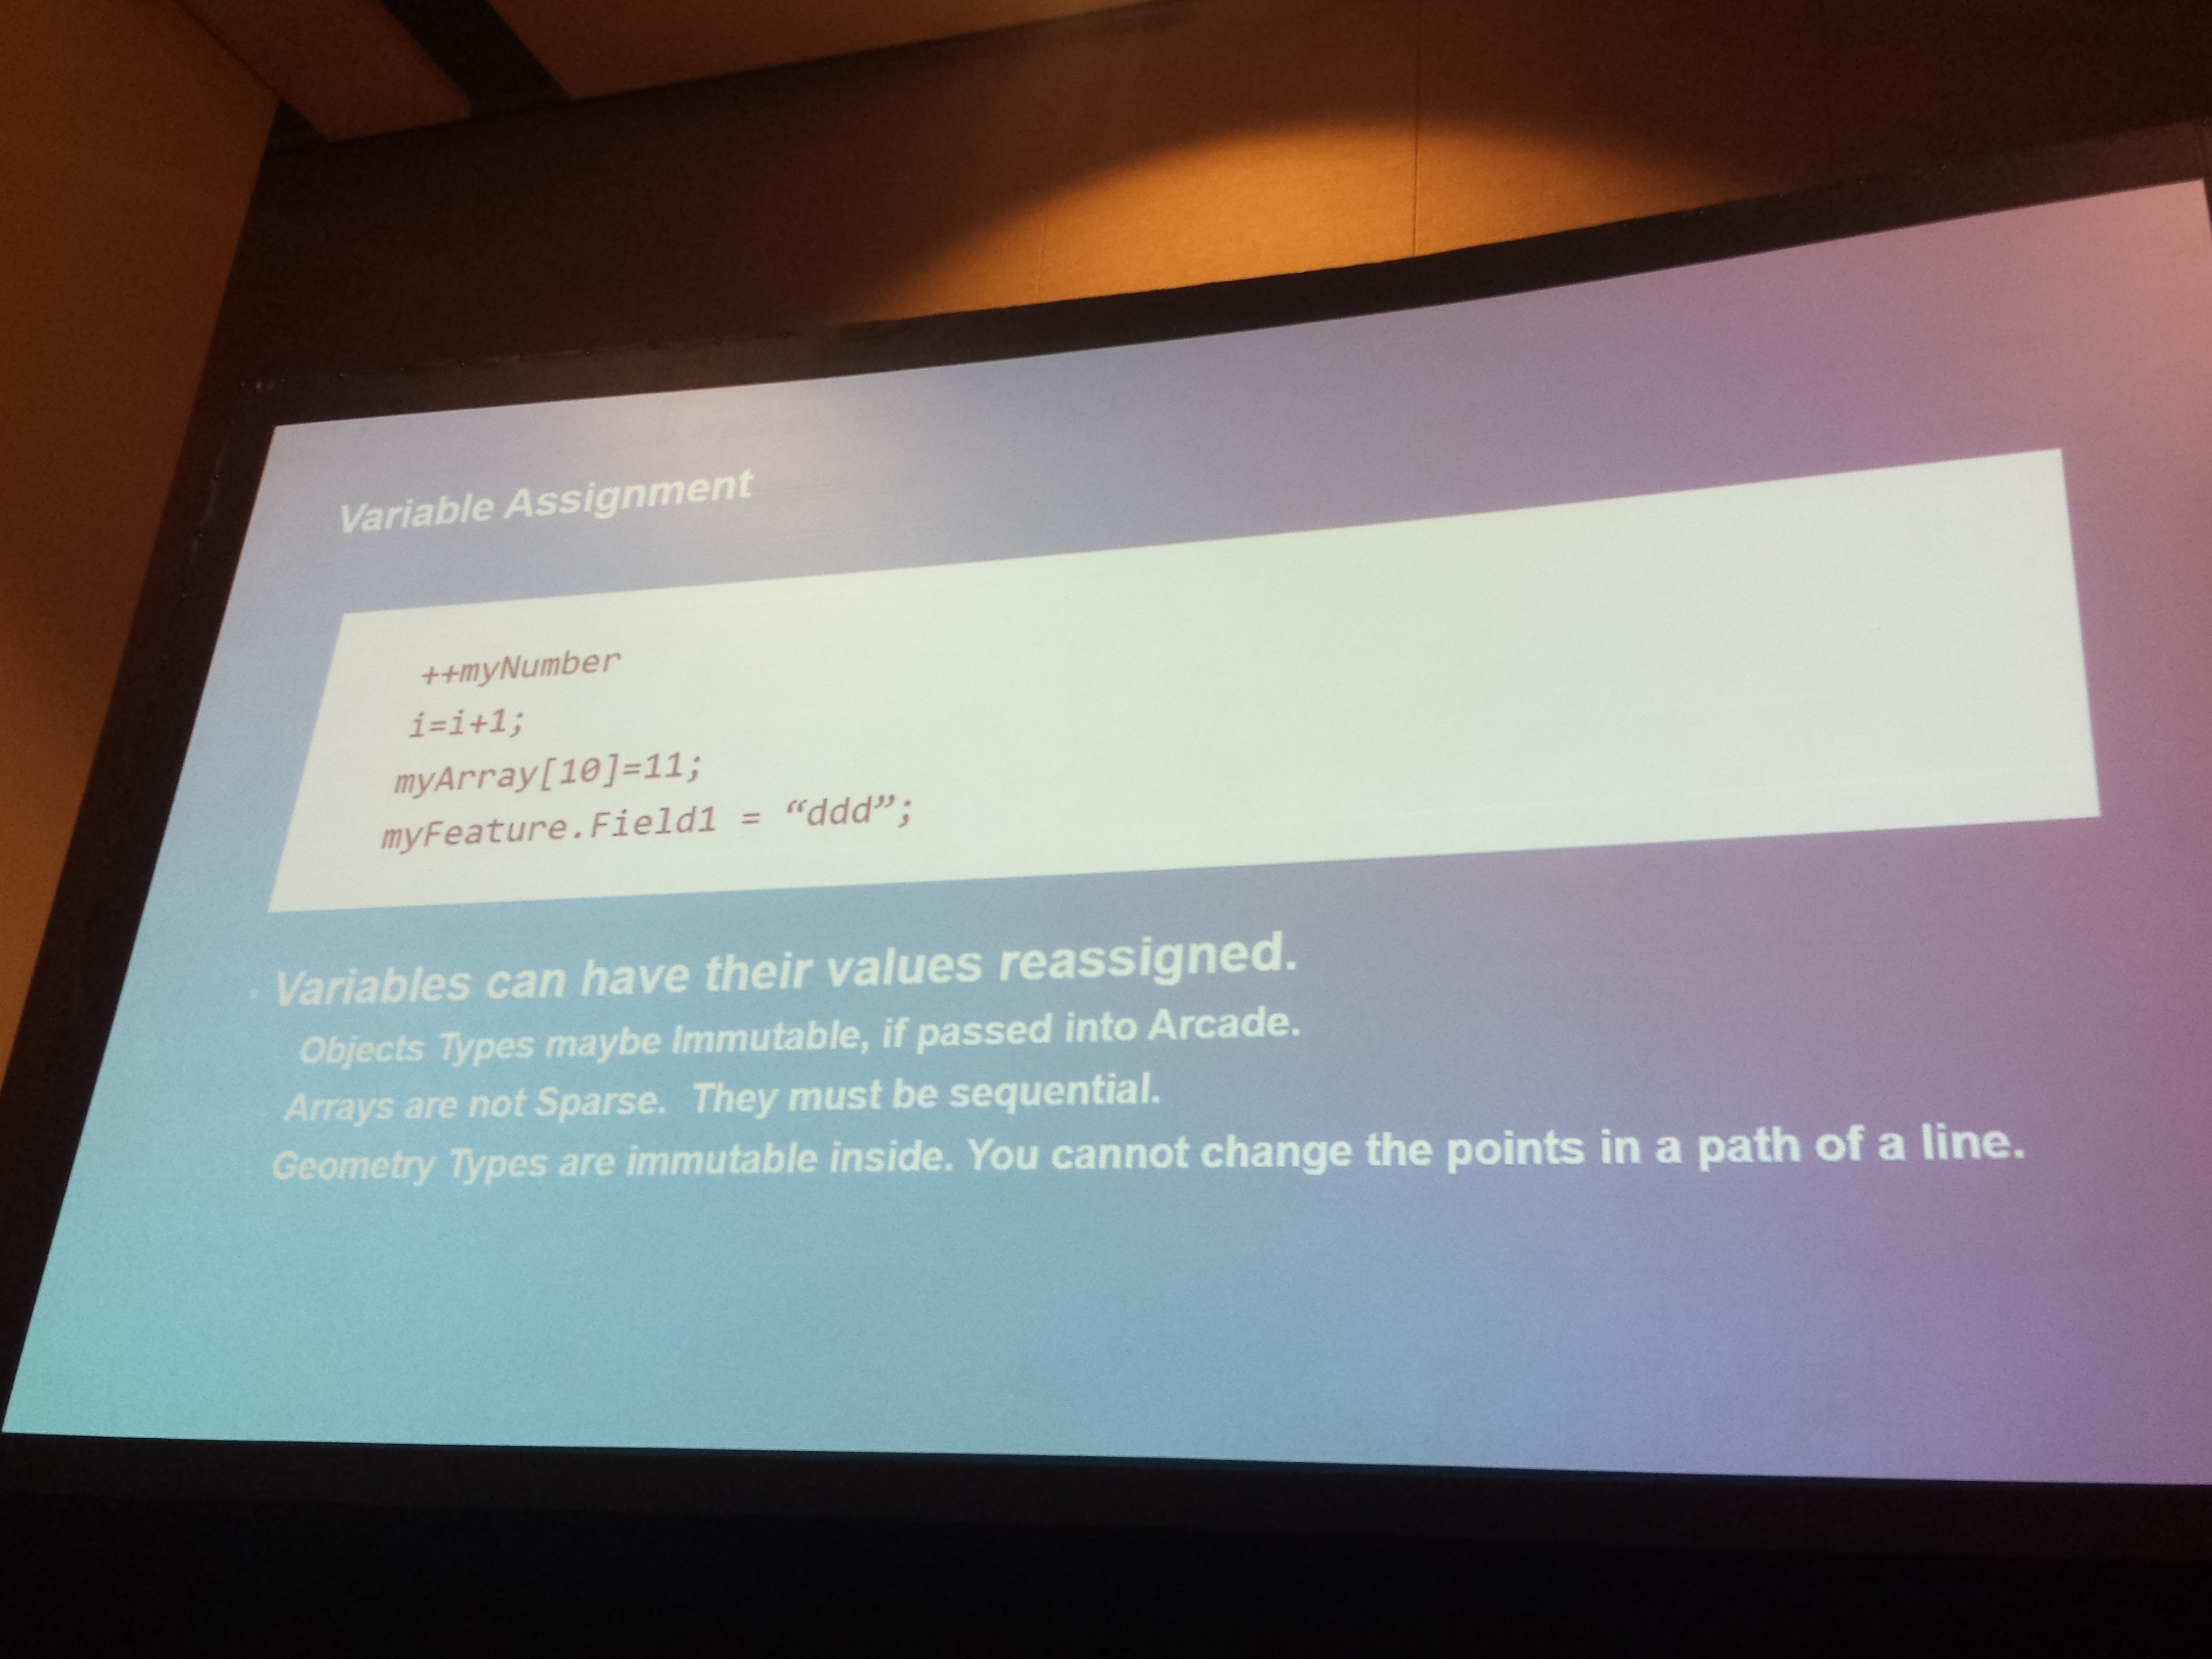 Variable Assignment
++myNumber
i=i+1;
myArray[10]=11;
myFeature.Field1 = “ddd”;
Variables can have their values reassigned.
Objects Types maybe Immutable, if passed into Arcade.
Arrays are not Sparse. They must be sequential.
Geometry Types are immutable inside. You cannot change the points in a path of a line.